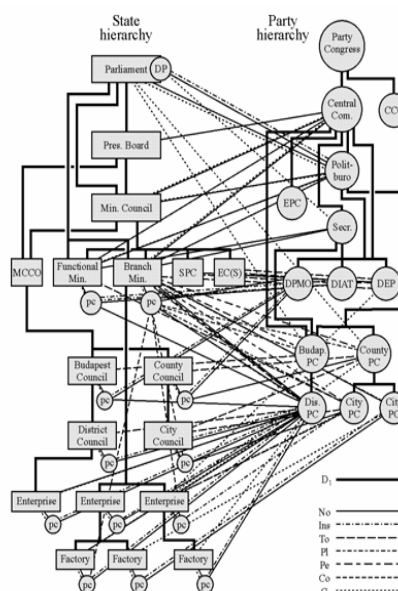 State hierarchy
Party hierarchy
Party Congress
Parliament
DP
Central Com.
CC
Pres. Board
Polit-buro
Min. Council
EPC
Secr.
MCCO
Functional Min.
Branch Min.
SPC
EC(S)
DPMO
DIAT
DEP
pc
pc
Budap. PC
County PC
Budapest Council
County Council
pc
pc
Dis. PC
City PC
City P
District Council
City Council
pc
pc
D1
Enterprise
Enterprise
Enterprise
pc
pc
pc
No
Ins
To
Pl
Pe
Co
Factory
Factory
Factory
pc
pc
pc